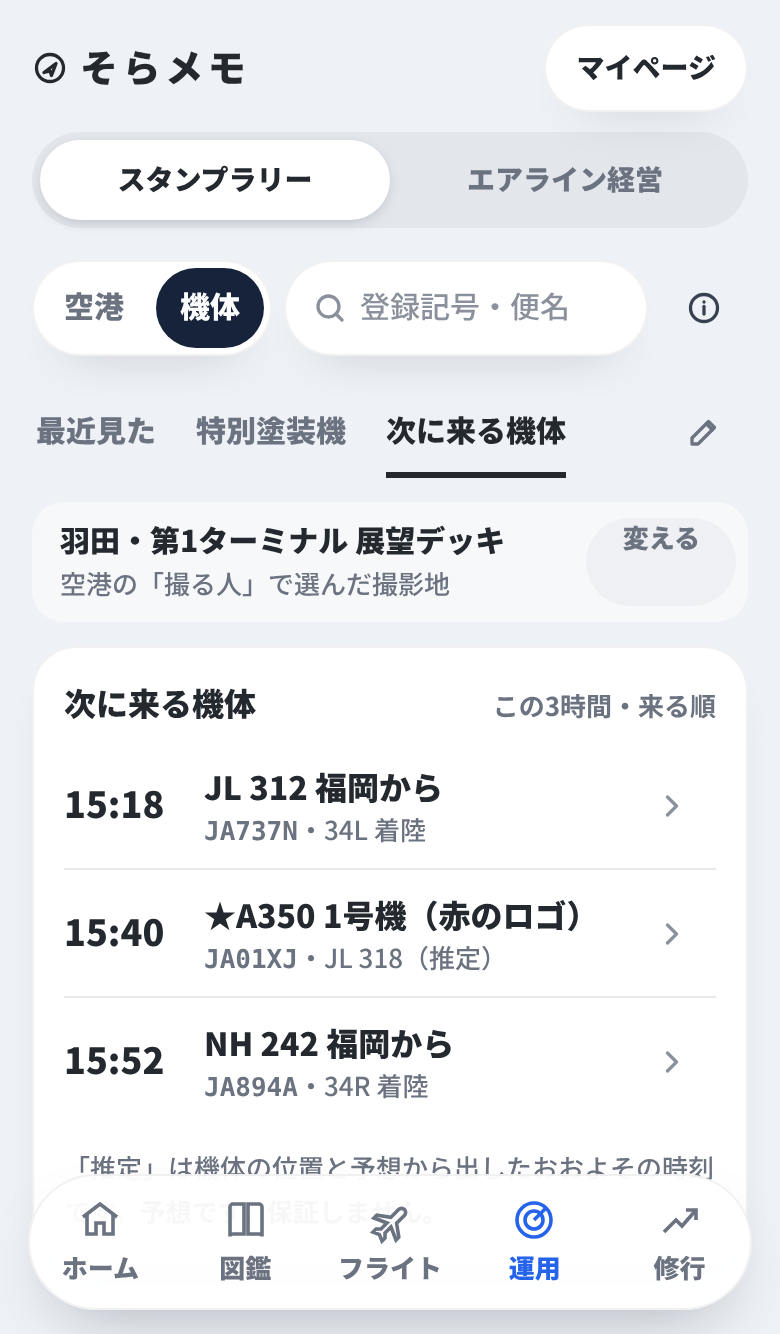 そらメモ
マイページ
スタンプラリー
エアライン経営
空港
機体
登録記号・便名
最近見た
特別塗装機
次に来る機体
羽田・第1ターミナル 展望デッキ
変える
空港の「撮る人」で選んだ撮影地
次に来る機体
この3時間・来る順
15:18
JL 312 福岡から
JA737N・34L 着陸
15:40
★A350 1号機（赤のロゴ）
JA01XJ・JL 318（推定）
15:52
NH 242 福岡から
JA894A・34R 着陸
「推定」は機体の位置と予想から出したおおよその時刻
予想で
保証しません。
ホーム
図鑑
フライト
運用
修行